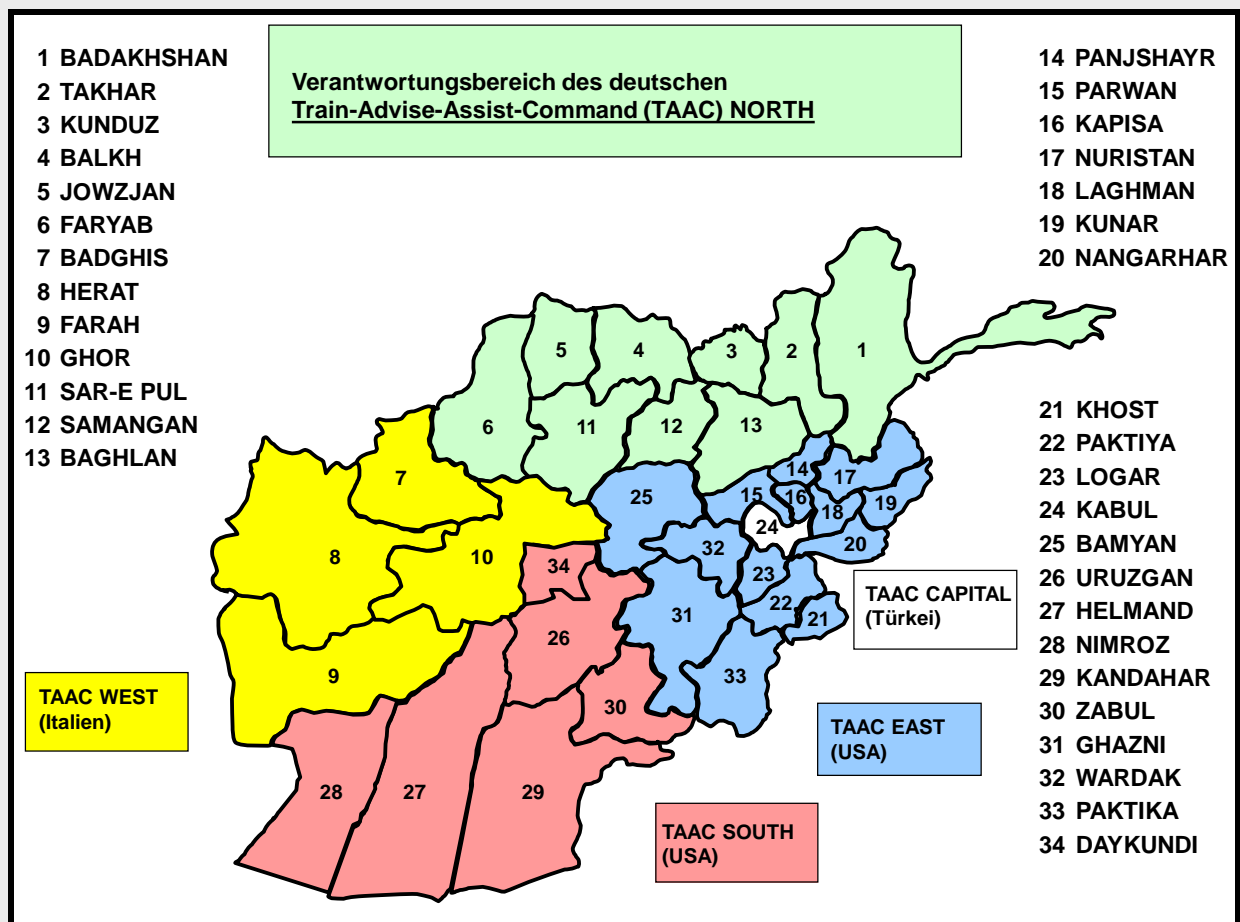 1 BADAKHSHAN
2 TAKHAR
3 KUNDUZ
4 BALKH
5 JOWZJAN
6 FARYAB
7 BADGHIS
8 HERAT
9 FARAH
10 GHOR
11 SAR-E PUL
12 SAMANGAN
13 BAGHLAN
Verantwortungsbereich des deutschen
Train-Advise-Assist-Command (TAAC) NORTH
14 PANJSHAYR
15 PARWAN
16 KAPISA
17 NURISTAN
18 LAGHMAN
19 KUNAR
20 NANGARHAR
21 KHOST
22 PAKTIYA
23 LOGAR
24 KABUL
25 BAMYAN
26 URUZGAN
27 HELMAND
28 NIMROZ
29 KANDAHAR
30 ZABUL
31 GHAZNI
32 WARDAK
33 PAKTIKA
34 DAYKUNDI
5
4
3
2
1
6
11
12
13
7
14
17
25
15
16
18
19
24
20
8
10
32
34
23
22
21
31
26
9
33
30
28
27
29
TAAC CAPITAL
(Türkei)
TAAC WEST
(Italien)
TAAC EAST
(USA)
TAAC SOUTH
(USA)